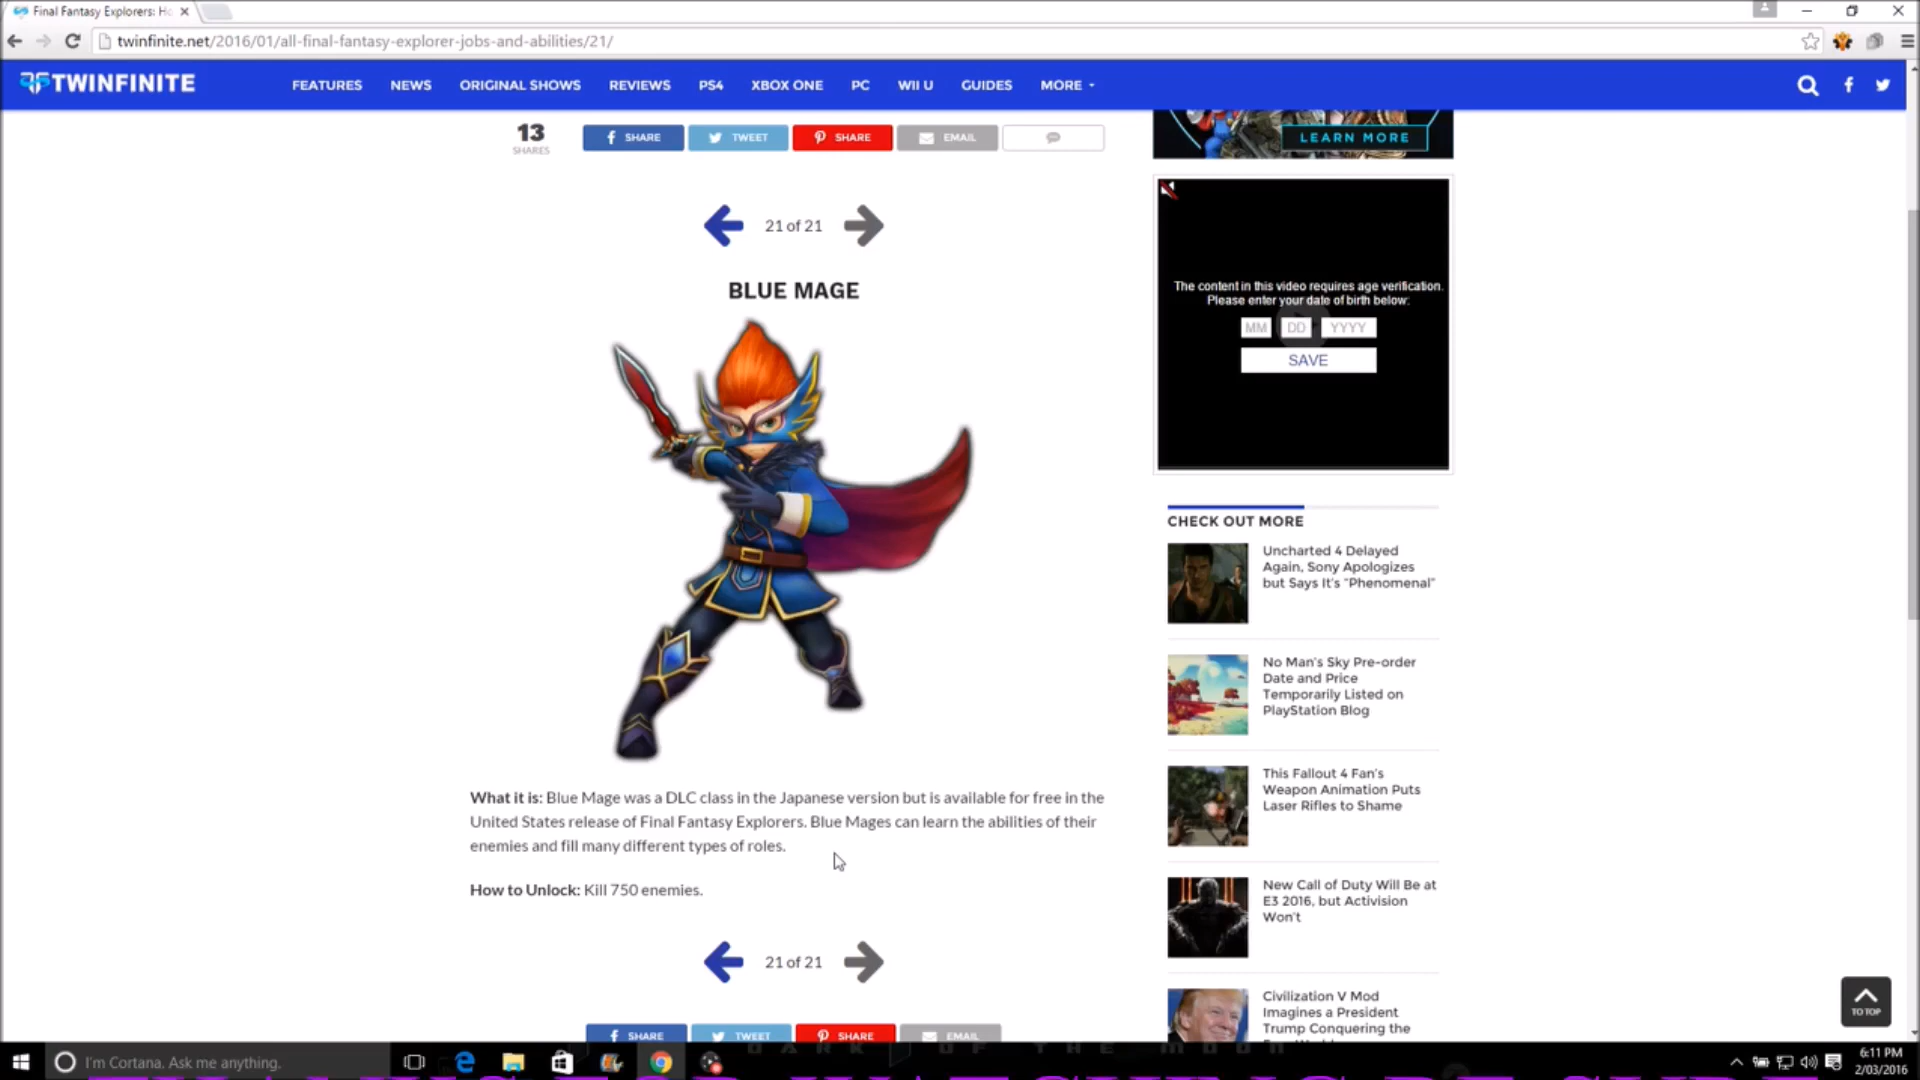 Final Fantasy Explorers: Ho
twinfinite.net/2016/01/all-final-fantasy-explorer-jobs-and-abilities/21/
TWINFINITE
FEATURES NEWS ORIGINAL SHOWS REVIEWS PS4 XBOX ONE PC WII U GUIDES MORE
13
SHARES
SHARE TWEET SHARE EMAIL
LEARN MORE
21 of 21
BLUE MAGE
The content in this video requires age verification.
Please enter your date of birth below:
MM DD YYYY
SAVE
What it is: Blue Mage was a DLC class in the Japanese version but is available for free in the
United States release of Final Fantasy Explorers. Blue Mages can learn the abilities of their
enemies and fill many different types of roles.
How to Unlock: Kill 750 enemies.
21 of 21
SHARE TWEET SHARE EMAIL
CHECK OUT MORE
Uncharted 4 Delayed
Again, Sony Apologizes
but Says It's "Phenomenal"
No Man's Sky Pre-order
Date and Price
Temporarily Listed on
PlayStation Blog
This Fallout 4 Fan's
Weapon Animation Puts
Laser Rifles to Shame
New Call of Duty Will Be at
E3 2016, but Activision
Won't
Civilization V Mod
Imagines a President
Trump Conquering the
TO TOP
I'm Cortana. Ask me anything.
6:11 PM
2/03/2016